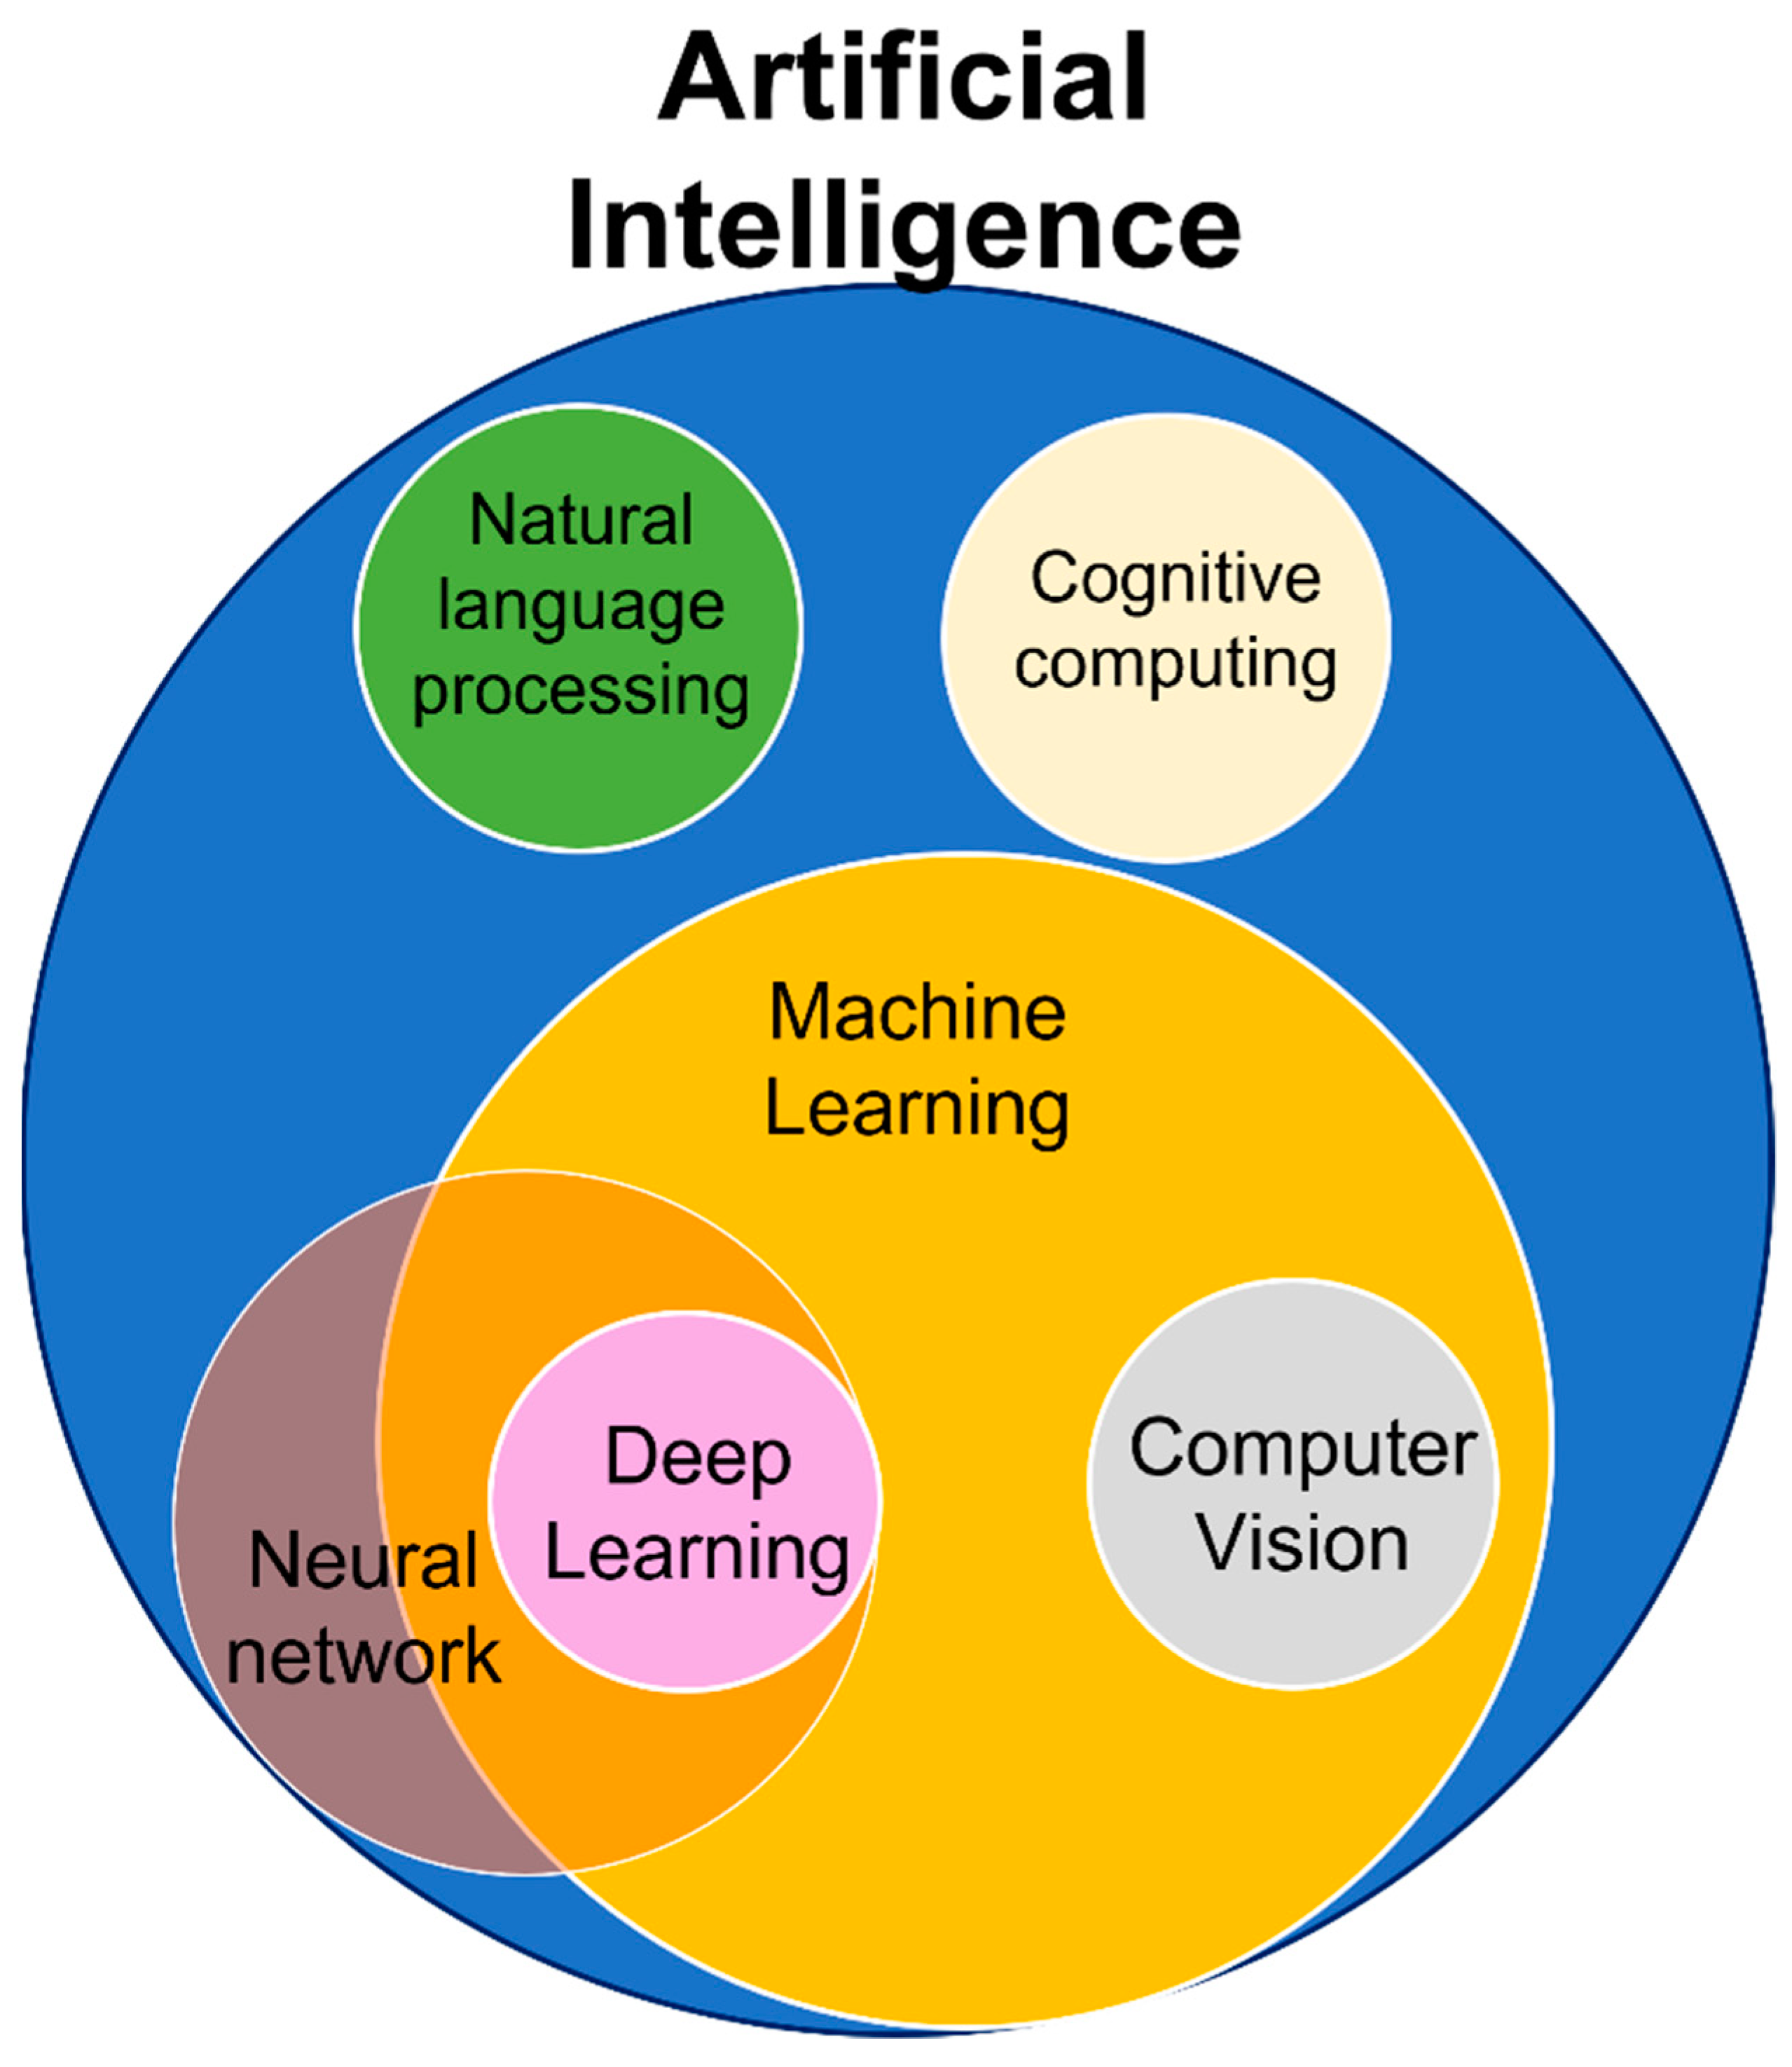 Artificial
Intelligence
Natural
language
processing
Cognitive
computing
Machine
Learning
Deep
Learning
Computer
Vision
Neural
network